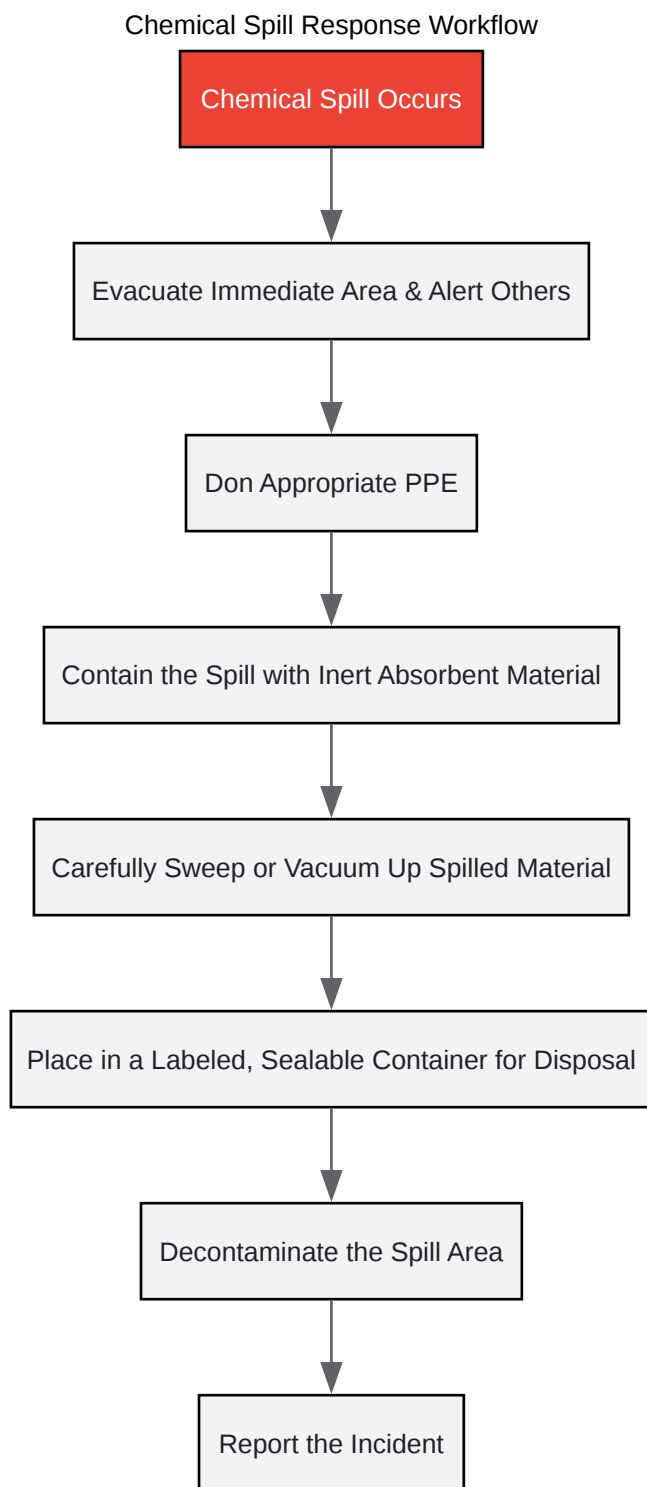 Chemical Spill Response Workflow
Chemical Spill Occurs
Evacuate Immediate Area & Alert Others
Don Appropriate PPE
Contain the Spill with Inert Absorbent Material
Carefully Sweep or Vacuum Up Spilled Material
Place in a Labeled, Sealable Container for Disposal
Decontaminate the Spill Area
Report the Incident